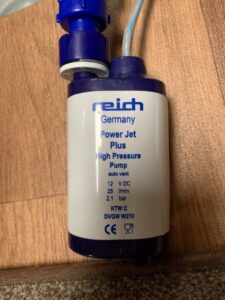 reich
Germany
Power Jet
Plus
High Pressure
Pump
auto vent
12 V DC
25 l/min
2,1 bar
KTW C
DVGW W270
CE